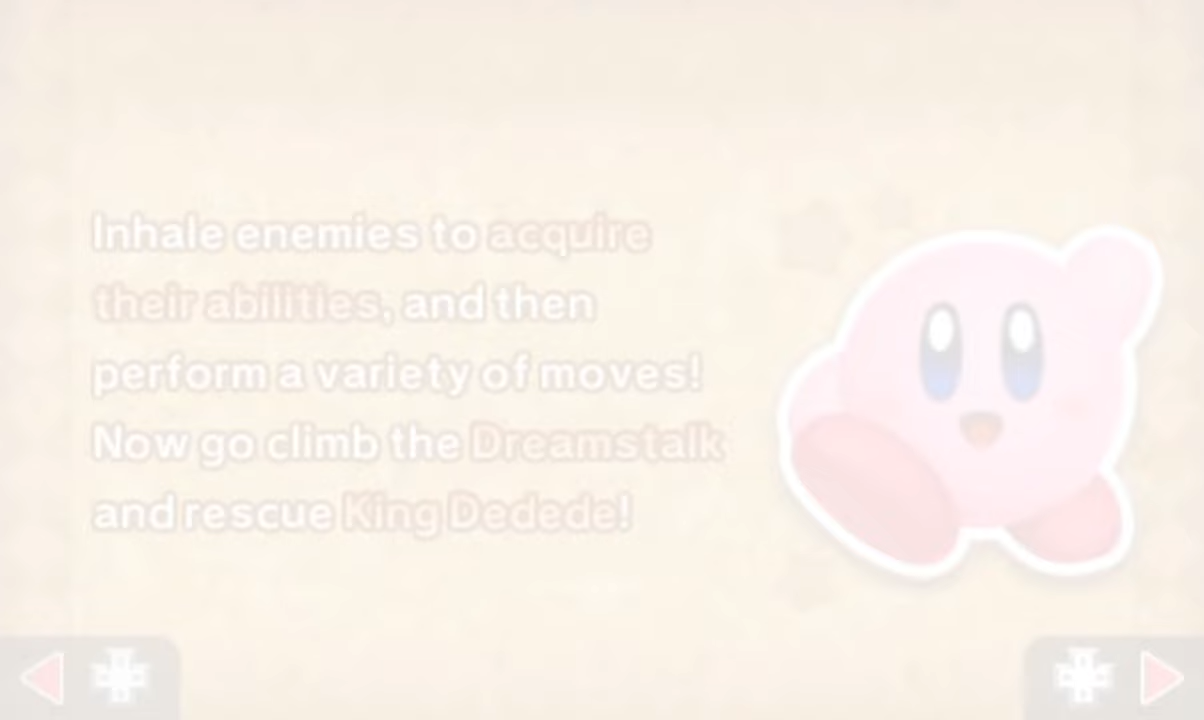 Inhale enemies to acquire
their abilities, and then
perform a variety of moves!
Now go climb the Dreamstalk
and rescue King Dedede!